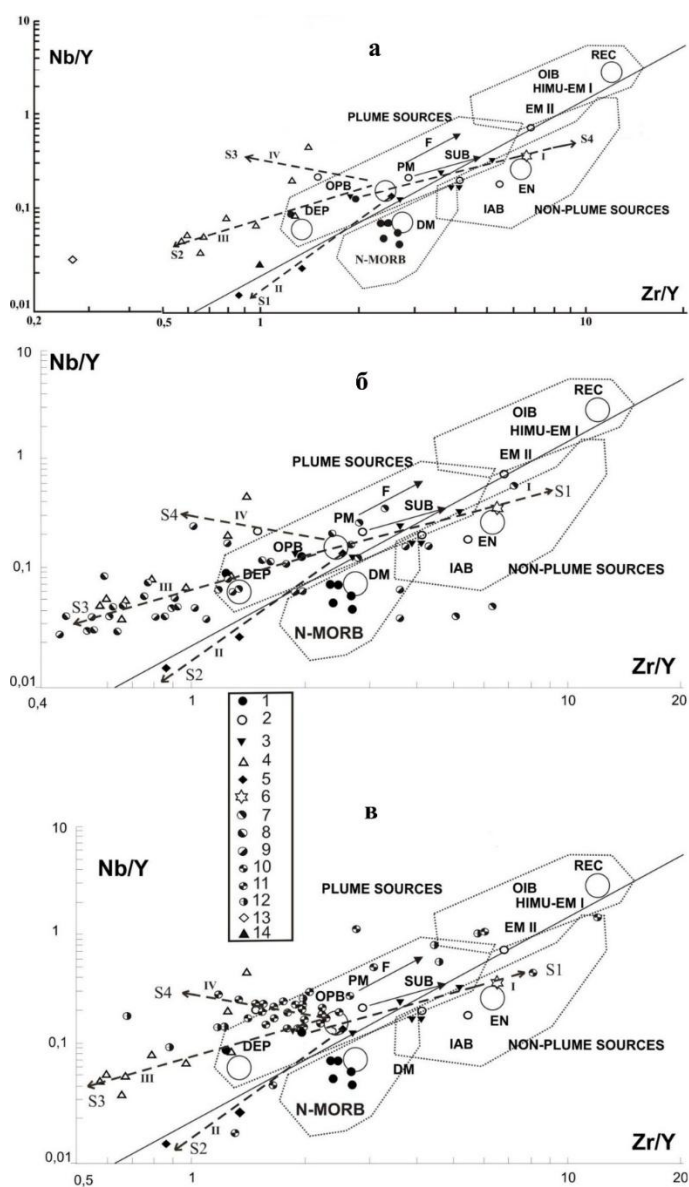 а
10
Nb/Y
REC
OIB
HIMU-EM I
EM II
1
PLUME SOURCES
F
S3
IV
PM
SUB
I
S4
OPB
EN
DEP
0,1
DM
IAB
NON-PLUME SOURCES
III
S2
N-MORB
II
S1
0,01
Zr/Y
0,2
0,5
1
10
б
10
Nb/Y
REC
OIB
HIMU-EM I
1
PLUME SOURCES
EM II
F
I
S1
S4
IV
PM
SUB
OPB
EN
0,1
DEP
DM
IAB
NON-PLUME SOURCES
III
S3
N-MORB
II
S2
0,01
Zr/Y
0,4
1
10
20
1
2
3
4
5
6
7
8
9
10
11
12
13
14
в
10
Nb/Y
REC
PLUME SOURCES
OIB
HIMU-EM I
1
EM II
F
IV
PM
SUB
S1
S4
OPB
I
EN
0,1
DEP
IAB
NON-PLUME SOURCES
DM
III
S3
N-MORB
II
S2
0,01
Zr/Y
0,5
1
10
20